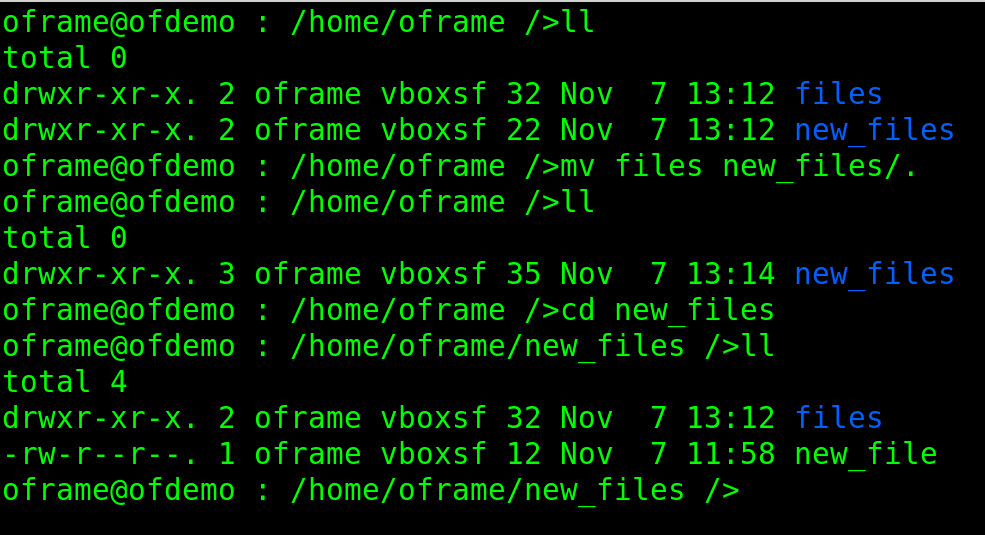 oframe@ofdemo : /home/oframe />ll
total 0
drwxr-xr-x. 2 oframe vboxsf 32 Nov  7 13:12 files
drwxr-xr-x. 2 oframe vboxsf 22 Nov  7 13:12 new_files
oframe@ofdemo : /home/oframe />mv files new_files/.
oframe@ofdemo : /home/oframe />ll
total 0
drwxr-xr-x. 3 oframe vboxsf 35 Nov  7 13:14 new_files
oframe@ofdemo : /home/oframe />cd new_files
oframe@ofdemo : /home/oframe/new_files />ll
total 4
drwxr-xr-x. 2 oframe vboxsf 32 Nov  7 13:12 files
-rw-r--r--. 1 oframe vboxsf 12 Nov  7 11:58 new_file
oframe@ofdemo : /home/oframe/new_files />